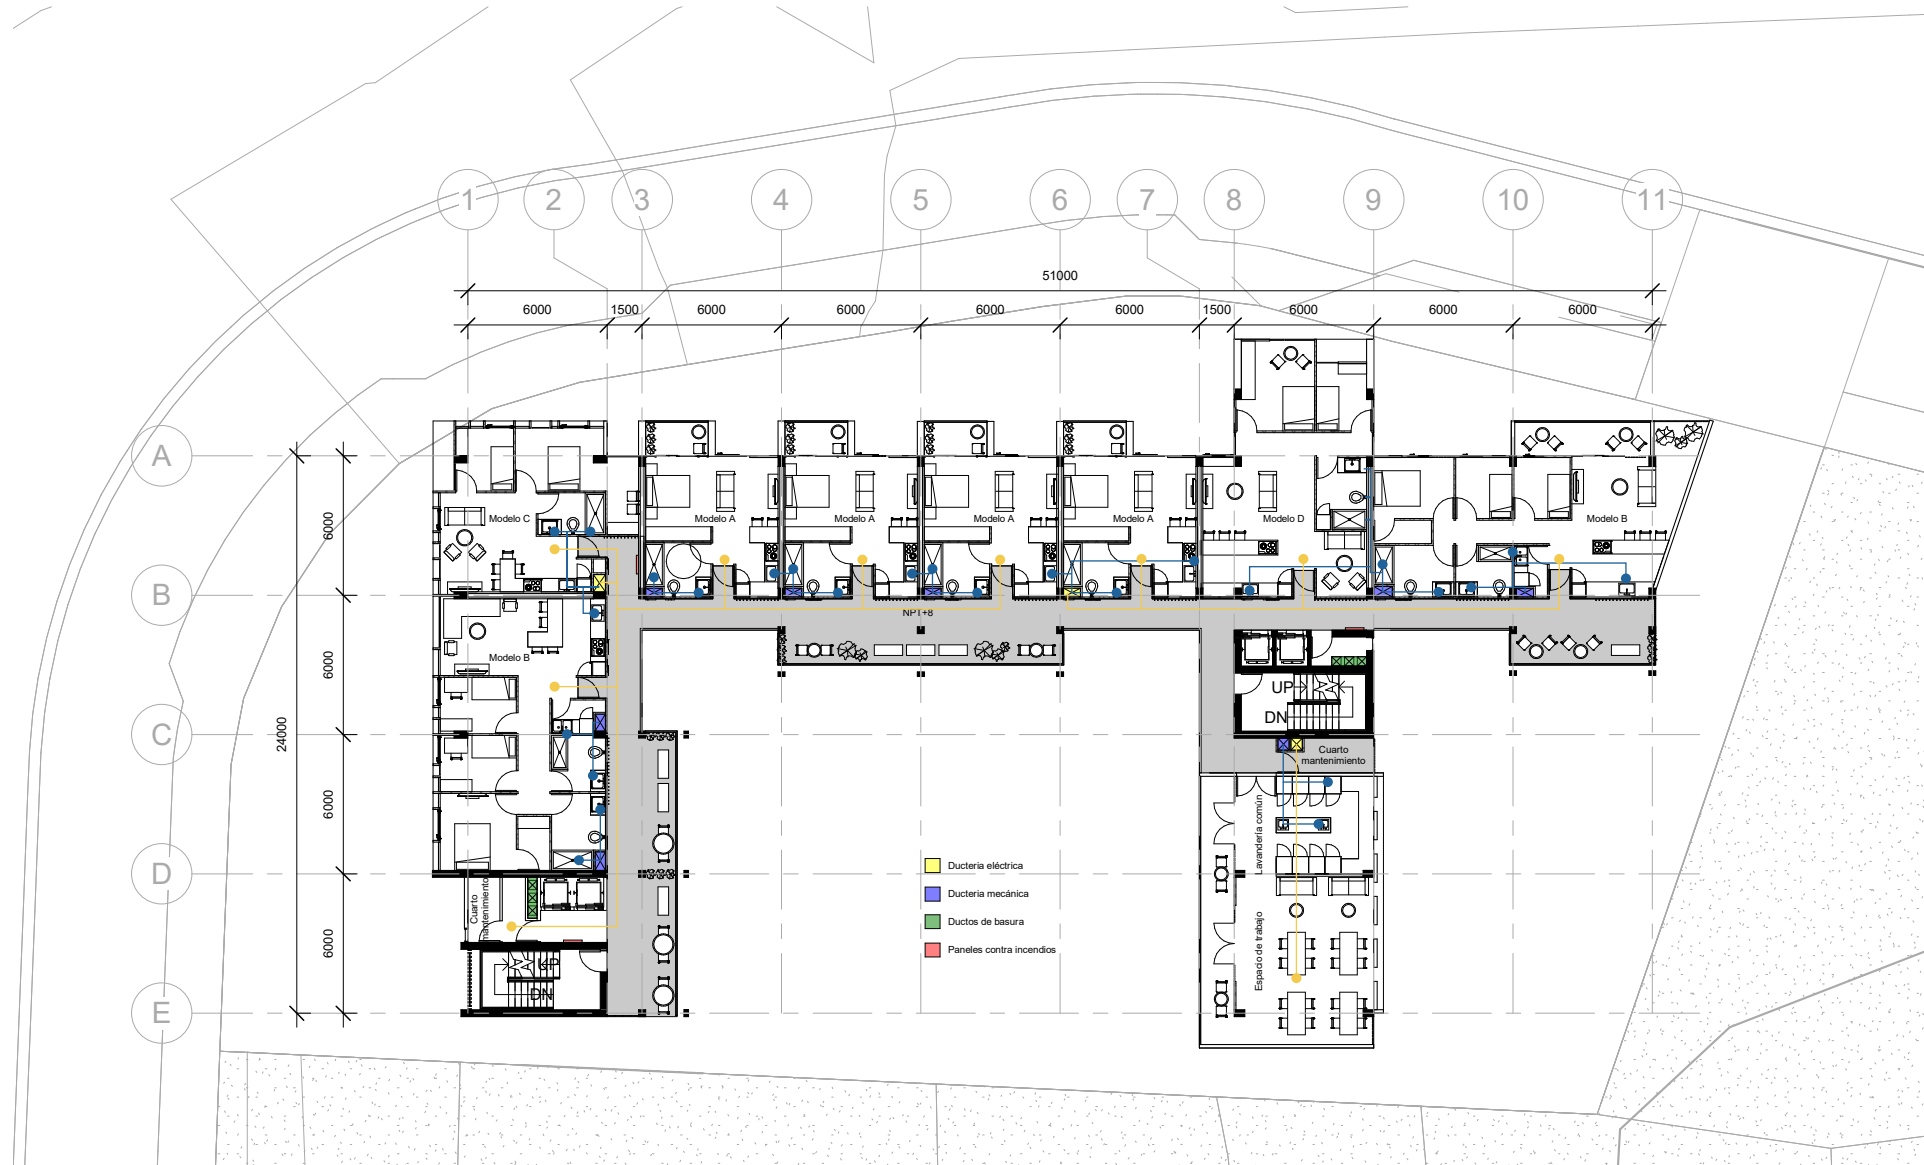 1 2 3 4 5 6 7 8 9 10 11
51000
6000 1500 6000 6000 6000 6000 1500 6000 6000 6000
A
B
C
D
E
24000
6000
6000
6000
6000
Modelo C
Modelo A
Modelo A
Modelo A
Modelo A
Modelo D
Modelo B
NPT+8
Modelo B
UP
DN
Cuarto
mantenimiento
Lavandería común
Espacio de trabajo
Cuarto
mantenimiento
UP
DN
Ducteria eléctrica
Ducteria mecánica
Ductos de basura
Paneles contra incendios